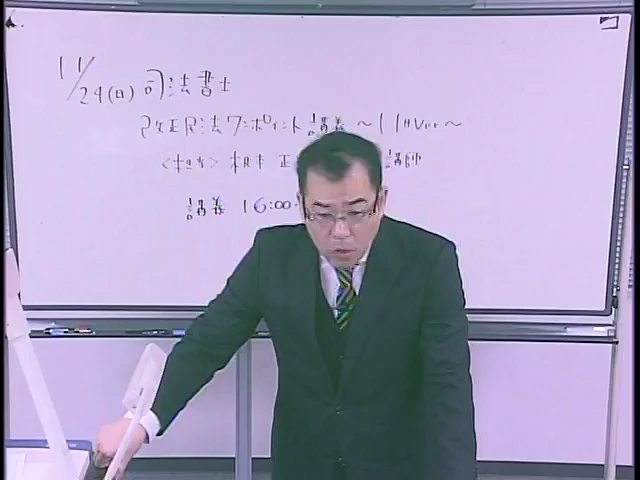 11/24(日) 司法書士
改正民法ワンポイント講義 ～11月Ver～
<担当> 根本 正 講師
講義 16:00